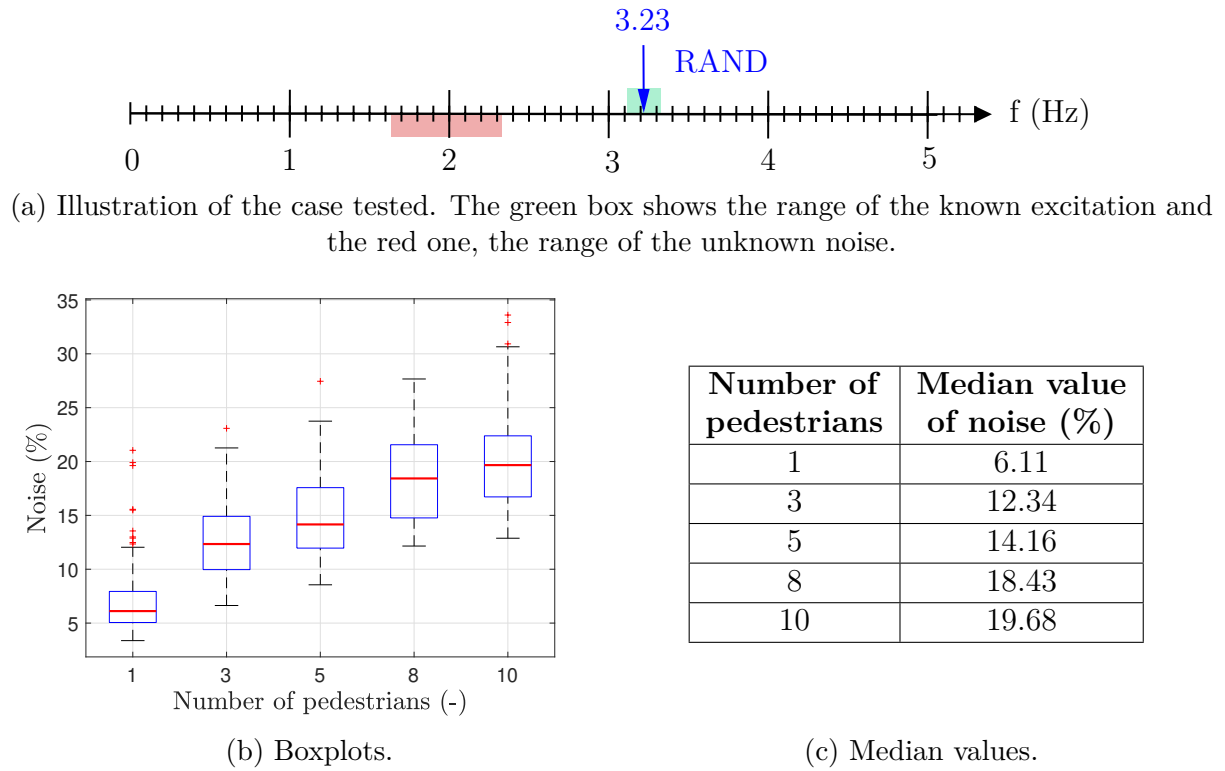 3.23
RAND
f (Hz)
0 1 2 3 4 5
(a) Illustration of the case tested. The green box shows the range of the known excitation and
the red one, the range of the unknown noise.
35
30
25
20
15
10
5
Noise (%)
1 3 5 8 10
Number of pedestrians (-)
(b) Boxplots.
Number of pedestrians Median value of noise (%)
1 6.11
3 12.34
5 14.16
8 18.43
10 19.68
(c) Median values.